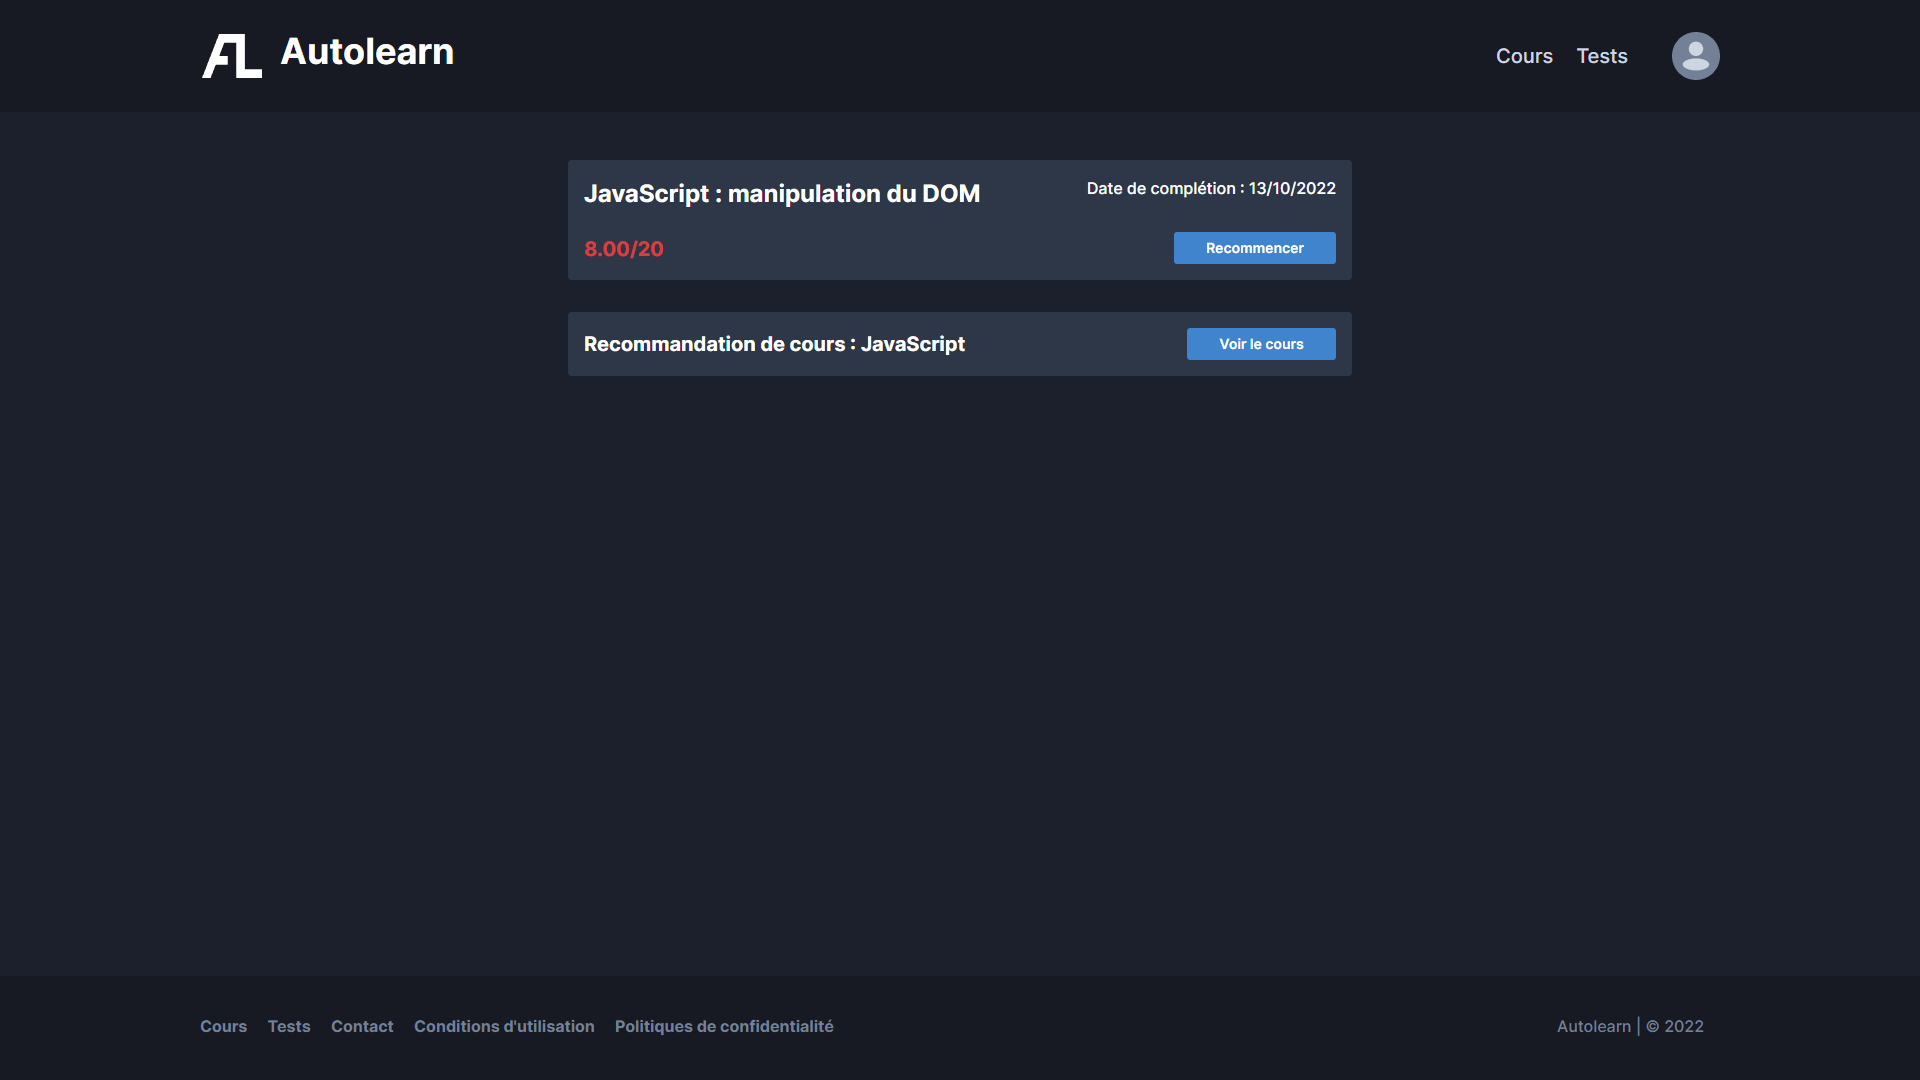 AL Autolearn
Cours Tests
JavaScript : manipulation du DOM
Date de complétion : 13/10/2022
8.00/20
Recommencer
Recommandation de cours : JavaScript
Voir le cours
Cours Tests Contact Conditions d'utilisation Politiques de confidentialité
Autolearn | © 2022